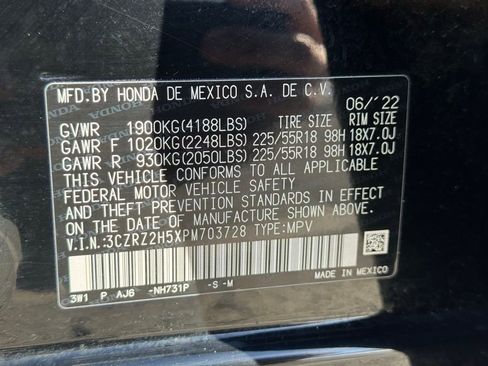 MFD.BY HONDA DE MEXICO S.A. DE C.V.
06/'22
GVWR 1900KG(4188LBS) TIRE SIZE RIM SIZE
GAWR F 1020KG(2248LBS) 225/55R18 98H 18X7.0J
GAWR R 930KG(2050LBS) 225/55R18 98H 18X7.0J
THIS VEHICLE CONFORMS TO ALL APPLICABLE
FEDERAL MOTOR VEHICLE SAFETY
AND THEFT PREVENTION STANDARDS IN EFFECT
ON THE DATE OF MANUFACTURE SHOWN ABOVE.
V.I.N:3CZRZ2H5XPM703728 TYPE:MPV
3W1 P AJ6 -NH731P -S -M
MADE IN MEXICO